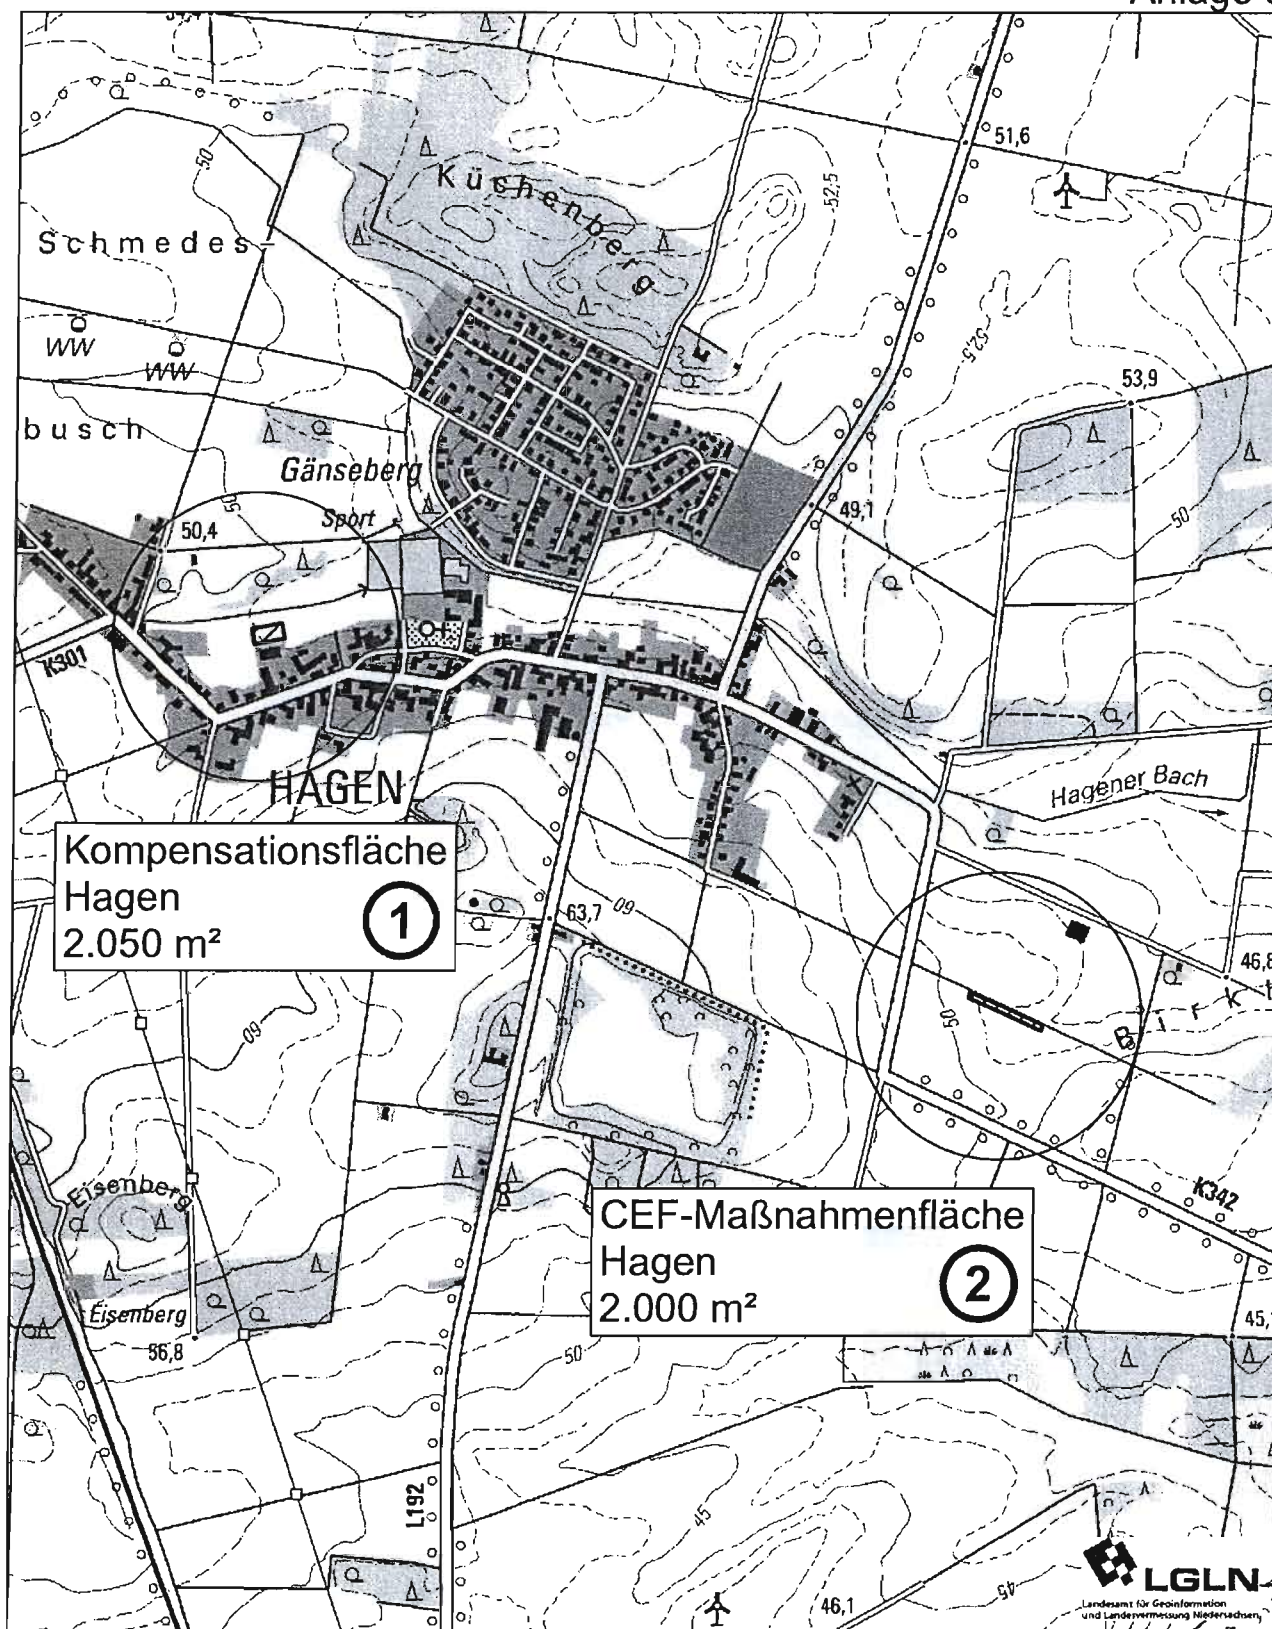 Anlage
51,6
Küchenberg
50
52,5
Schmedes-
52,5
WW
WW
53,9
busch
Gänseberg
Sport
50
50,4
49,1
50
K301
HAGEN
Hagener Bach
Kompensationsfläche
Hagen
2.050 m²
1
63,7
60
46,8
50
60
Eisenberg
K342
CEF-Maßnahmenfläche
Hagen
2.000 m²
2
Eisenberg
56,8
50
45,
L192
45
46,1
45
LGLN
Landesamt für Geoinformation
und Landesvermessung Niedersachsen